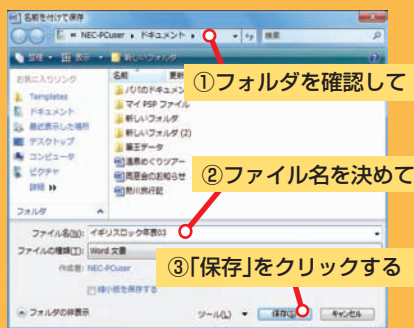 名前を付けて保存
« NEC-PCuser › ドキュメント ›
検索
整理 ▼ 表示 ▼ 新しいフォルダ
お気に入りリンク
Templates
ドキュメント
最近表示した場所
デスクトップ
コンピュータ
ピクチャ
詳細 »
フォルダ
名前
更新
パパのドキュメン
マイ PSP ファイル
新しいフォルダ
新しいフォルダ (2)
筆王データ
温泉めぐりツアー
同窓会のお知らせ
熱川旅行記
①フォルダを確認して
②ファイル名を決めて
ファイル名(N): イギリスロック年表03
ファイルの種類(T): Word 文書
③「保存」をクリックする
作成者: NEC-PCuser
縮小版を保存する
フォルダの非表示
ツール(L) ▼
保存(S)
キャンセル